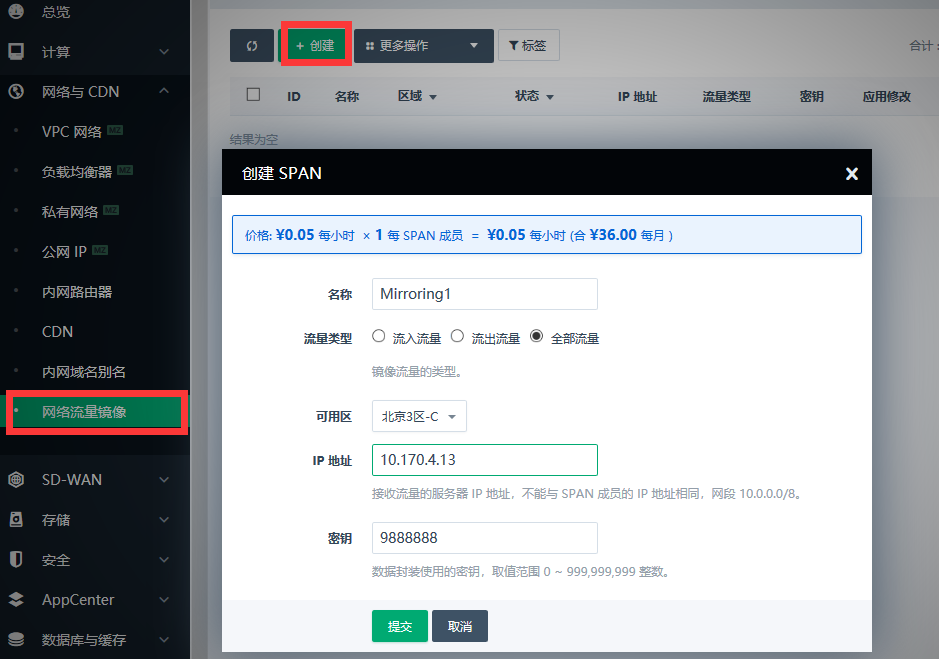 总览
计算
网络与 CDN
VPC 网络 MZ
负载均衡器 MZ
私有网络 MZ
公网 IP MZ
内网路由器
CDN
内网域名别名
网络流量镜像
SD-WAN
存储
安全
AppCenter
数据库与缓存
+ 创建 更多操作 标签 合计：
ID 名称 区域 状态 IP 地址 流量类型 密钥 应用修改
结果为空
创建 SPAN
价格: ¥0.05 每小时 × 1 每 SPAN 成员 = ¥0.05 每小时 (合 ¥36.00 每月 )
名称 Mirroring1
流量类型 流入流量 流出流量 全部流量
镜像流量的类型。
可用区 北京3区-C
IP 地址 10.170.4.13
接收流量的服务器 IP 地址，不能与 SPAN 成员的 IP 地址相同，网段 10.0.0.0/8。
密钥 9888888
数据封装使用的密钥，取值范围 0 ~ 999,999,999 整数。
提交 取消